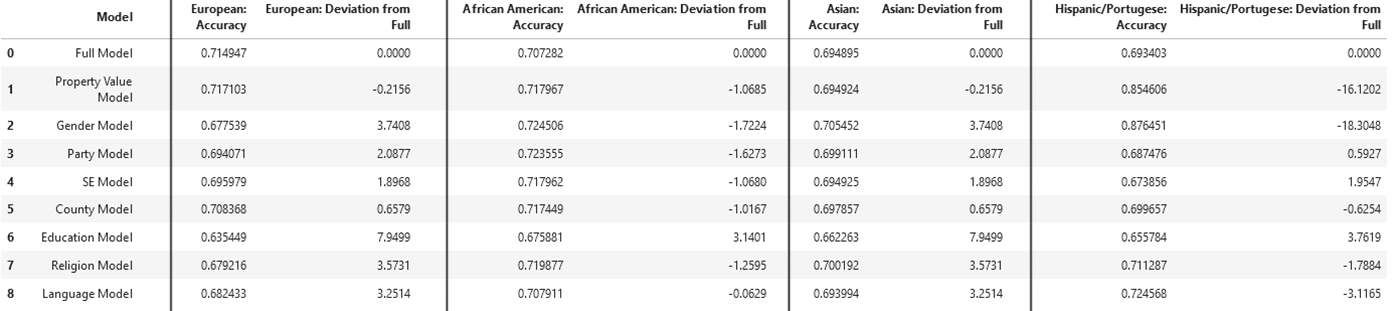 Model European: Accuracy European: Deviation from Full African American: Accuracy African American: Deviation from Full Asian: Accuracy Asian: Deviation from Full Hispanic/Portugese: Accuracy Hispanic/Portugese: Deviation from Full
0 Full Model 0.714947 0.0000 0.707282 0.0000 0.694895 0.0000 0.693403 0.0000
1 Property Value Model 0.717103 -0.2156 0.717967 -1.0685 0.694924 -0.2156 0.854606 -16.1202
2 Gender Model 0.677539 3.7408 0.724506 -1.7224 0.705452 3.7408 0.876451 -18.3048
3 Party Model 0.694071 2.0877 0.723555 -1.6273 0.699111 2.0877 0.687476 0.5927
4 SE Model 0.695979 1.8968 0.717962 -1.0680 0.694925 1.8968 0.673856 1.9547
5 County Model 0.708368 0.6579 0.717449 -1.0167 0.697857 0.6579 0.699657 -0.6254
6 Education Model 0.635449 7.9499 0.675881 3.1401 0.662263 7.9499 0.655784 3.7619
7 Religion Model 0.679216 3.5731 0.719877 -1.2595 0.700192 3.5731 0.711287 -1.7884
8 Language Model 0.682433 3.2514 0.707911 -0.0629 0.693994 3.2514 0.724568 -3.1165